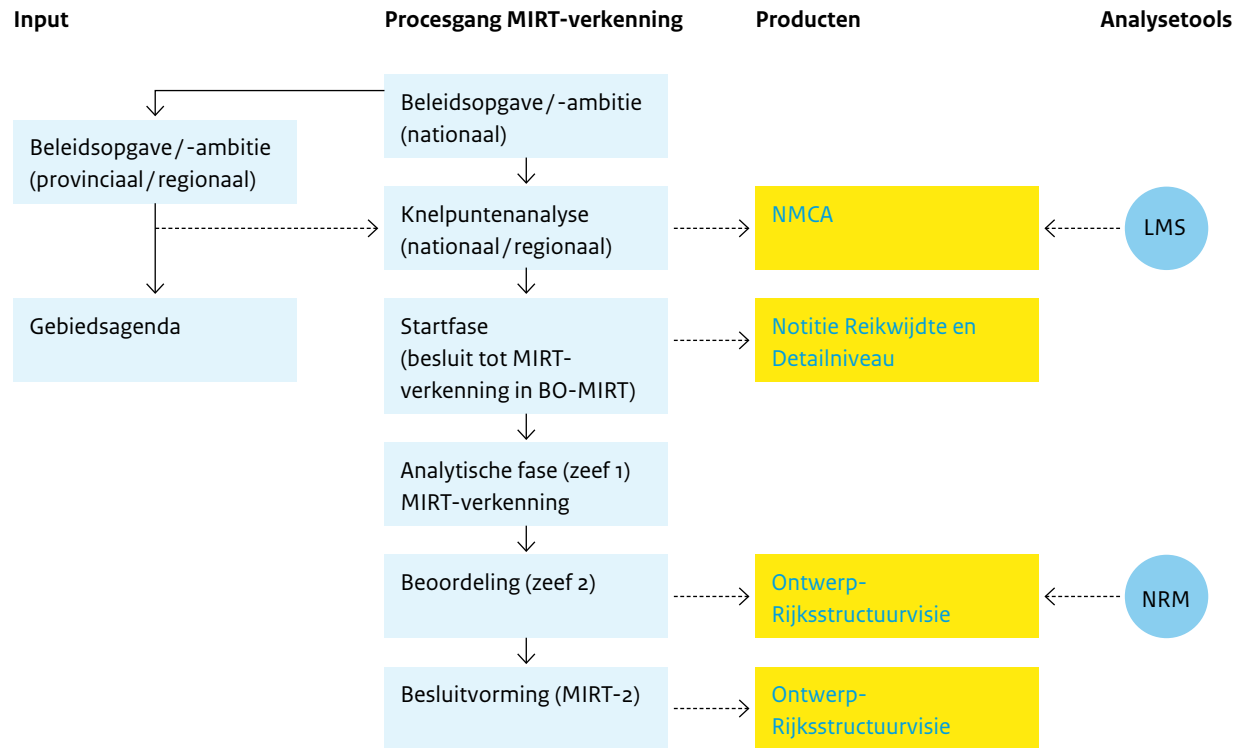 Input
Procesgang MIRT-verkenning
Producten
Analysetools
Beleidsopgave/-ambitie
(nationaal)
Beleidsopgave/-ambitie
(provinciaal/regionaal)
Knelpuntenanalyse
(nationaal/regionaal)
NMCA
LMS
Gebiedsagenda
Startfase
(besluit tot MIRT-
verkenning in BO-MIRT)
Notitie Reikwijdte en
Detailniveau
Analytische fase (zeef 1)
MIRT-verkenning
Beoordeling (zeef 2)
Ontwerp-
Rijksstructuurvisie
NRM
Besluitvorming (MIRT-2)
Ontwerp-
Rijksstructuurvisie